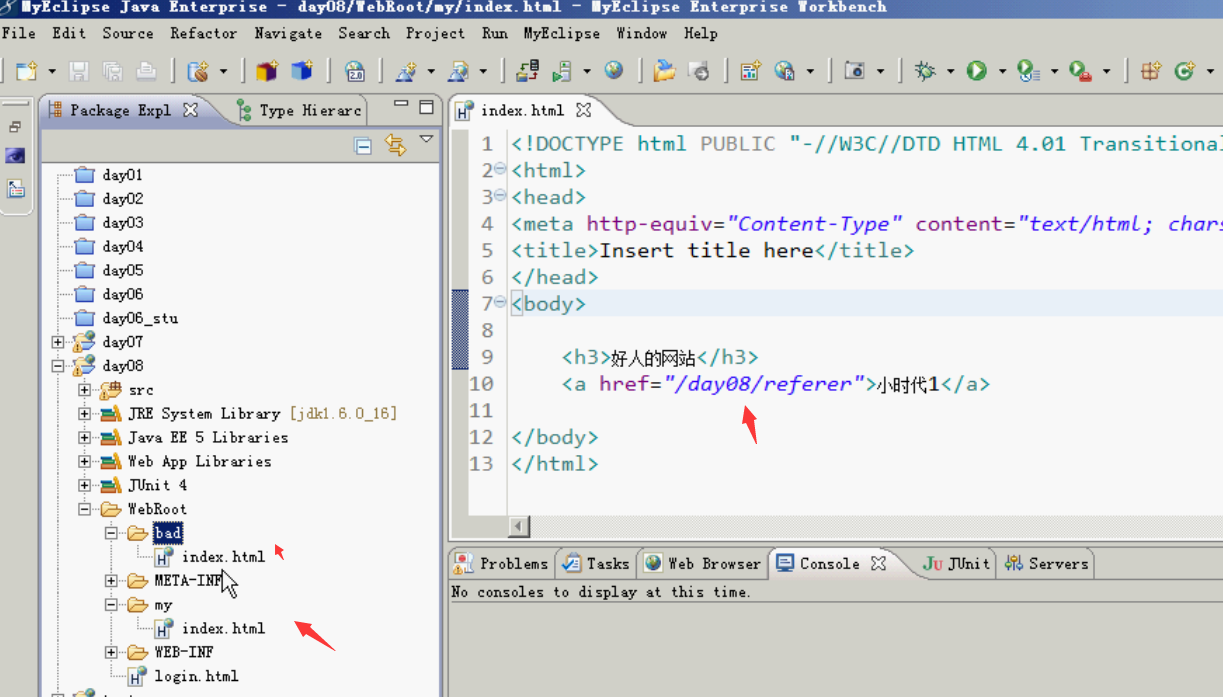 MyEclipse Java Enterprise - day08/WebRoot/my/index.html - MyEclipse Enterprise Workbench
File Edit Source Refactor Navigate Search Project Run MyEclipse Window Help
Package Expl Type Hierarc
day01
day02
day03
day04
day05
day06
day06_stu
day07
day08
src
JRE System Library [jdk1.6.0_16]
Java EE 5 Libraries
Web App Libraries
JUnit 4
WebRoot
bad
index.html
META-INF
my
index.html
WEB-INF
login.html
index.html
1 <!DOCTYPE html PUBLIC "-//W3C//DTD HTML 4.01 Transitional
2 <html>
3 <head>
4 <meta http-equiv="Content-Type" content="text/html; chars
5 <title>Insert title here</title>
6 </head>
7 <body>
8
9 <h3>好人的网站</h3>
10 <a href="/day08/referer">小时代1</a>
11
12 </body>
13 </html>
Problems Tasks Web Browser Console JUnit Servers
No consoles to display at this time.